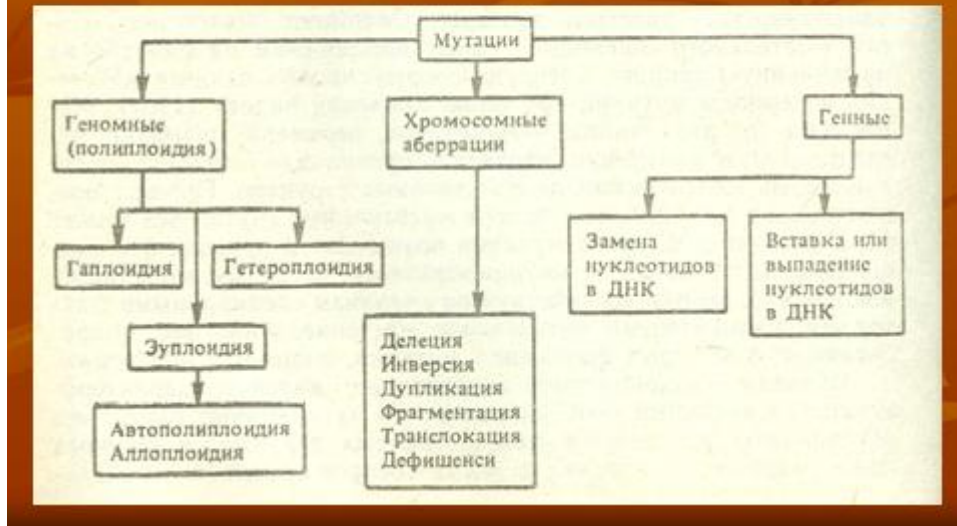 Мутации
Геномные
(полиплоидия)
Хромосомные
аберрации
Генные
Гаплоидия
Гетероплоидия
Замена
нуклеотидов
в ДНК
Вставка или
выпадение
нуклеотидов
в ДНК
Эуплоидия
Делеция
Инверсия
Дупликация
Фрагментация
Транслокация
Дефишенси
Автополиплоидия
Аллоплоидия